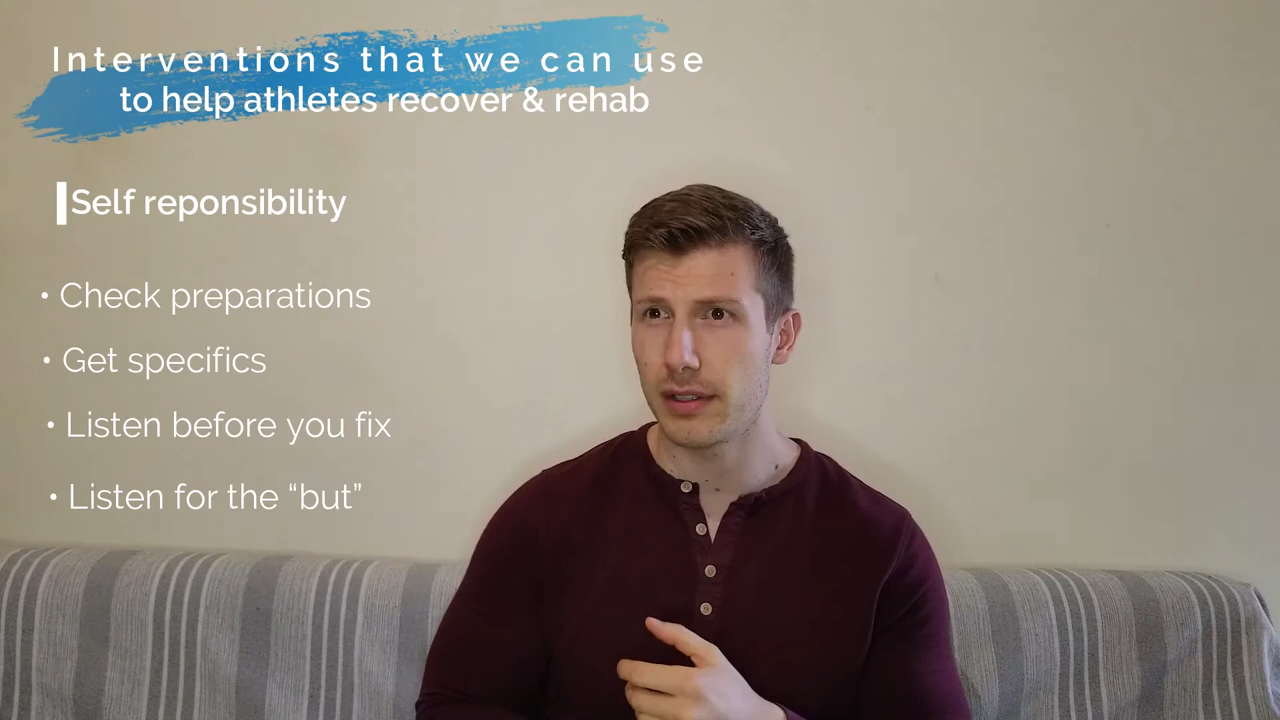 Interventions that we can use
to help athletes recover & rehab
Self reponsibility
• Check preparations
• Get specifics
• Listen before you fix
• Listen for the “but”